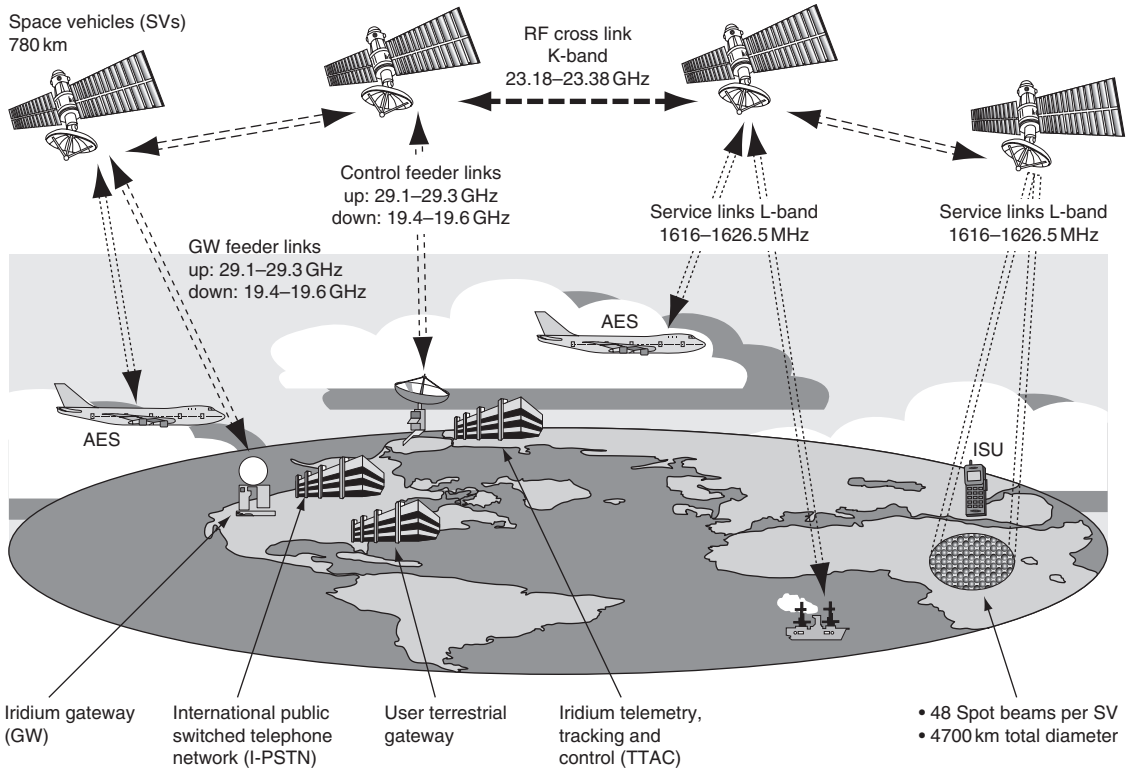 Space vehicles (SVs)
780 km
RF cross link
K-band
23.18–23.38 GHz
Control feeder links
up: 29.1–29.3 GHz
down: 19.4–19.6 GHz
Service links L-band
1616–1626.5 MHz
Service links L-band
1616–1626.5 MHz
GW feeder links
up: 29.1–29.3 GHz
down: 19.4–19.6 GHz
AES
AES
ISU
Iridium gateway
(GW)
International public
switched telephone
network (I-PSTN)
User terrestrial
gateway
Iridium telemetry,
tracking and
control (TTAC)
• 48 Spot beams per SV
• 4700 km total diameter